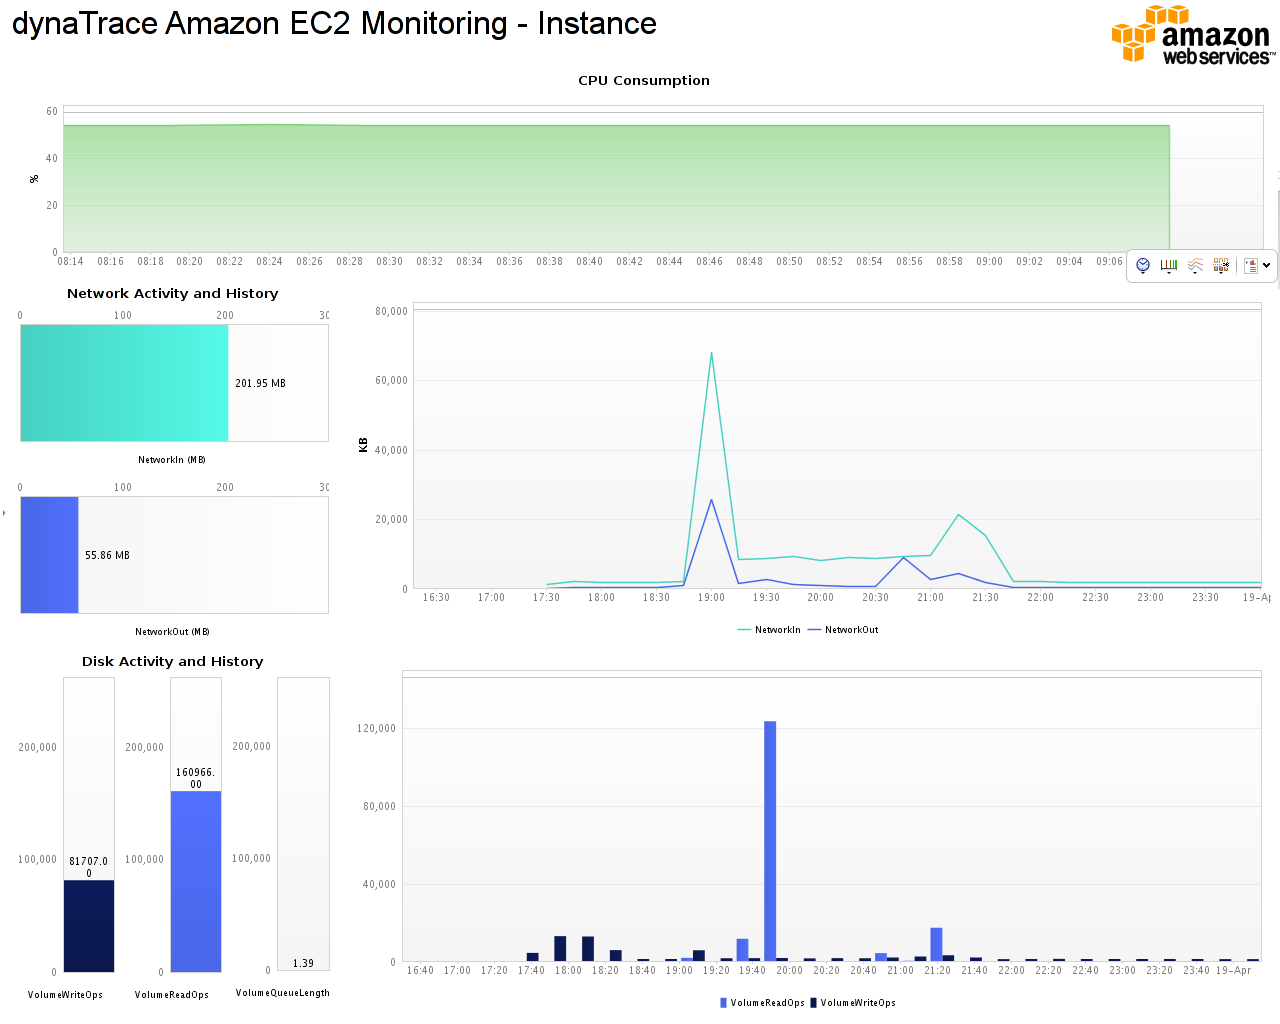 dynaTrace Amazon EC2 Monitoring - Instance
amazon
web services™
CPU Consumption
60
40
20
0
%
08:14 08:16 08:18 08:20 08:22 08:24 08:26 08:28 08:30 08:32 08:34 08:36 08:38 08:40 08:42 08:44 08:46 08:48 08:50 08:52 08:54 08:56 08:58 09:00 09:02 09:04 09:06
Network Activity and History
0 100 200 30
201.95 MB
NetworkIn (MB)
0 100 200 30
55.86 MB
NetworkOut (MB)
80,000
60,000
40,000
20,000
0
KB
16:30 17:00 17:30 18:00 18:30 19:00 19:30 20:00 20:30 21:00 21:30 22:00 22:30 23:00 23:30 19-Ap
NetworkIn NetworkOut
Disk Activity and History
200,000
100,000
0
81707.0
0
VolumeWriteOps
200,000
100,000
0
160966.
00
VolumeReadOps
200,000
100,000
0
1.39
VolumeQueueLength
120,000
80,000
40,000
0
16:40 17:00 17:20 17:40 18:00 18:20 18:40 19:00 19:20 19:40 20:00 20:20 20:40 21:00 21:20 21:40 22:00 22:20 22:40 23:00 23:20 23:40 19-Apr
VolumeReadOps VolumeWriteOps